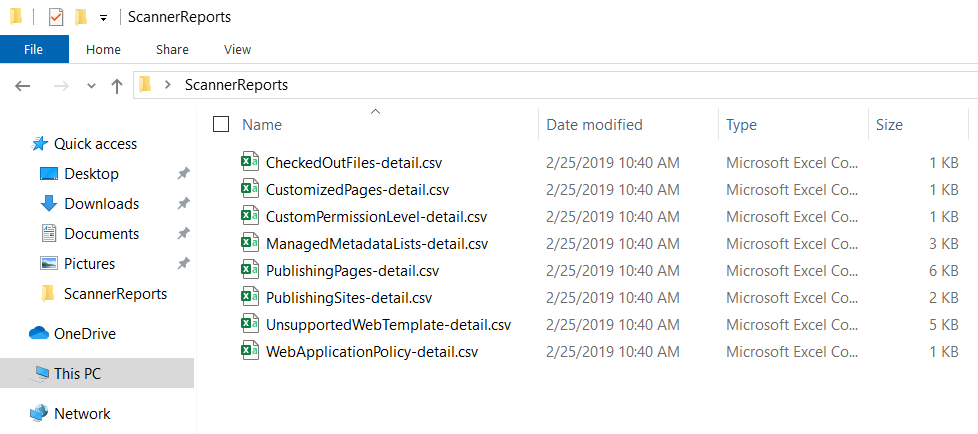 ScannerReports
File Home Share View
ScannerReports
Name Date modified Type Size
Quick access
Desktop
Downloads
Documents
Pictures
ScannerReports
OneDrive
This PC
Network
CheckedOutFiles-detail.csv 2/25/2019 10:40 AM Microsoft Excel Co... 1 KB
CustomizedPages-detail.csv 2/25/2019 10:40 AM Microsoft Excel Co... 1 KB
CustomPermissionLevel-detail.csv 2/25/2019 10:40 AM Microsoft Excel Co... 1 KB
ManagedMetadataLists-detail.csv 2/25/2019 10:40 AM Microsoft Excel Co... 3 KB
PublishingPages-detail.csv 2/25/2019 10:40 AM Microsoft Excel Co... 6 KB
PublishingSites-detail.csv 2/25/2019 10:40 AM Microsoft Excel Co... 2 KB
UnsupportedWebTemplate-detail.csv 2/25/2019 10:40 AM Microsoft Excel Co... 5 KB
WebApplicationPolicy-detail.csv 2/25/2019 10:40 AM Microsoft Excel Co... 1 KB